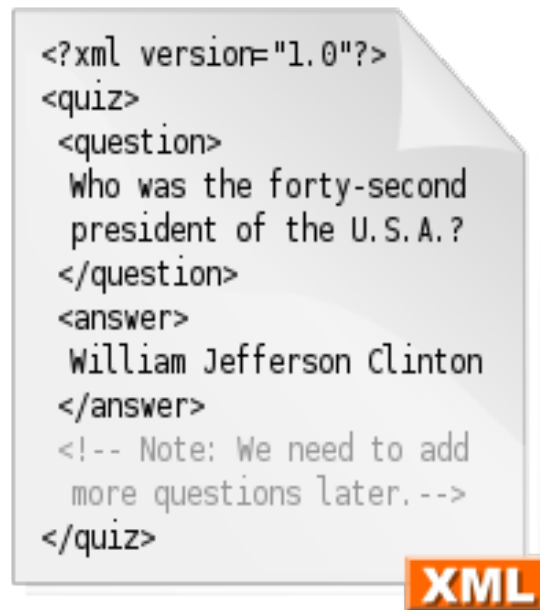 <?xml version="1.0"?>
<quiz>
<question>
Who was the forty-second
president of the U.S.A.?
</question>
<answer>
William Jefferson Clinton
</answer>
<!-- Note: We need to add
more questions later.-->
</quiz>
XML